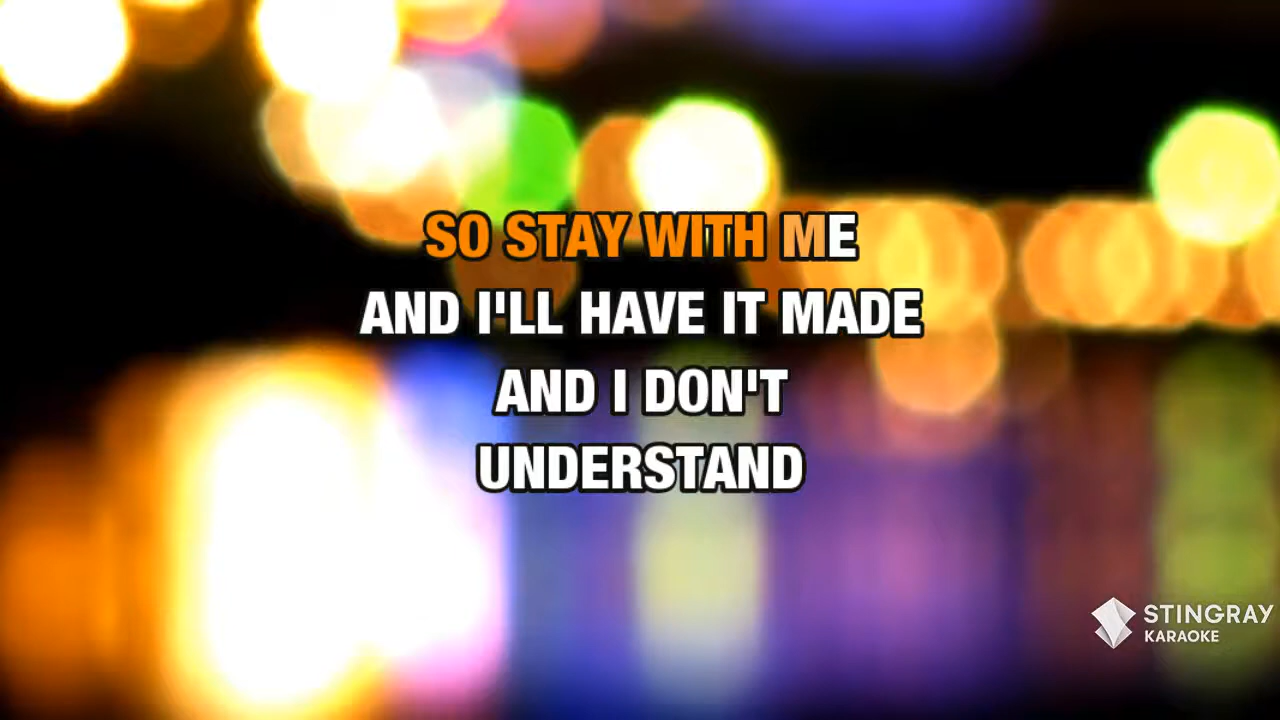 SO STAY WITH ME
AND I'LL HAVE IT MADE
AND I DON'T
UNDERSTAND
STINGRAY
KARAOKE